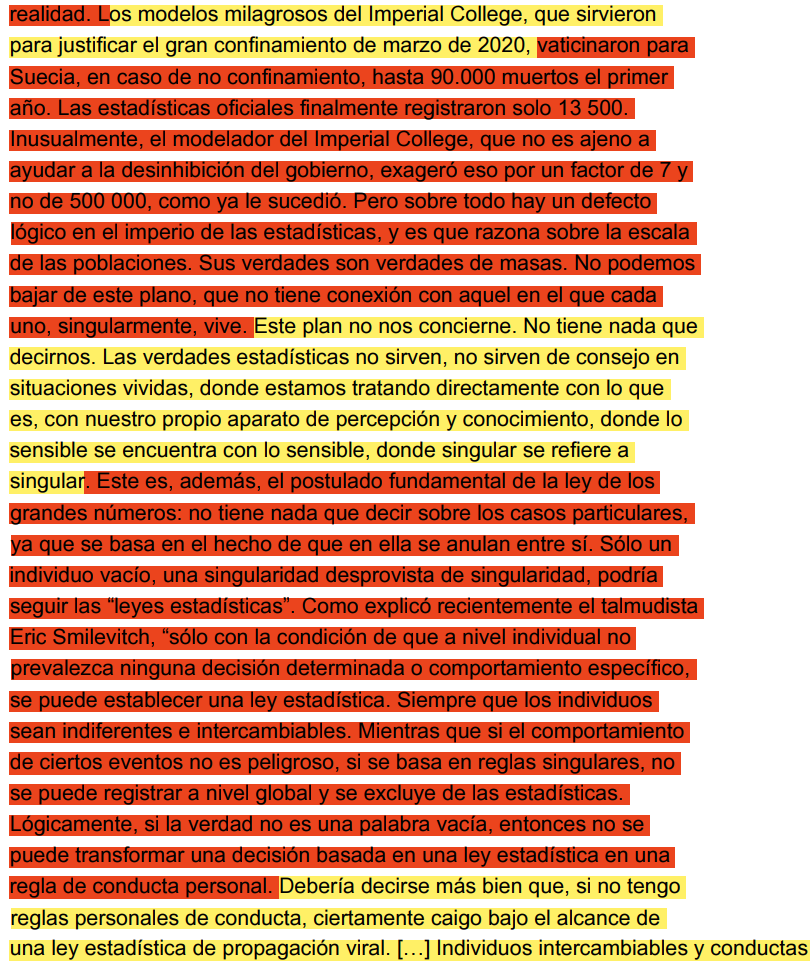 realidad. Los modelos milagrosos del Imperial College, que sirvieron
para justificar el gran confinamiento de marzo de 2020, vaticinaron para
Suecia, en caso de no confinamiento, hasta 90.000 muertos el primer
año. Las estadísticas oficiales finalmente registraron solo 13 500.
Inusualmente, el modelador del Imperial College, que no es ajeno a
ayudar a la desinhibición del gobierno, exageró eso por un factor de 7 y
no de 500 000, como ya le sucedió. Pero sobre todo hay un defecto
lógico en el imperio de las estadísticas, y es que razona sobre la escala
de las poblaciones. Sus verdades son verdades de masas. No podemos
bajar de este plano, que no tiene conexión con aquel en el que cada
uno, singularmente, vive. Este plan no nos concierne. No tiene nada que
decirnos. Las verdades estadísticas no sirven, no sirven de consejo en
situaciones vividas, donde estamos tratando directamente con lo que
es, con nuestro propio aparato de percepción y conocimiento, donde lo
sensible se encuentra con lo sensible, donde singular se refiere a
singular. Este es, además, el postulado fundamental de la ley de los
grandes números: no tiene nada que decir sobre los casos particulares,
ya que se basa en el hecho de que en ella se anulan entre sí. Sólo un
individuo vacío, una singularidad desprovista de singularidad, podría
seguir las “leyes estadísticas”. Como explicó recientemente el talmudista
Eric Smilevitch, “sólo con la condición de que a nivel individual no
prevalezca ninguna decisión determinada o comportamiento específico,
se puede establecer una ley estadística. Siempre que los individuos
sean indiferentes e intercambiables. Mientras que si el comportamiento
de ciertos eventos no es peligroso, si se basa en reglas singulares, no
se puede registrar a nivel global y se excluye de las estadísticas.
Lógicamente, si la verdad no es una palabra vacía, entonces no se
puede transformar una decisión basada en una ley estadística en una
regla de conducta personal. Debería decirse más bien que, si no tengo
reglas personales de conducta, ciertamente caigo bajo el alcance de
una ley estadística de propagación viral. […] Individuos intercambiables y conductas